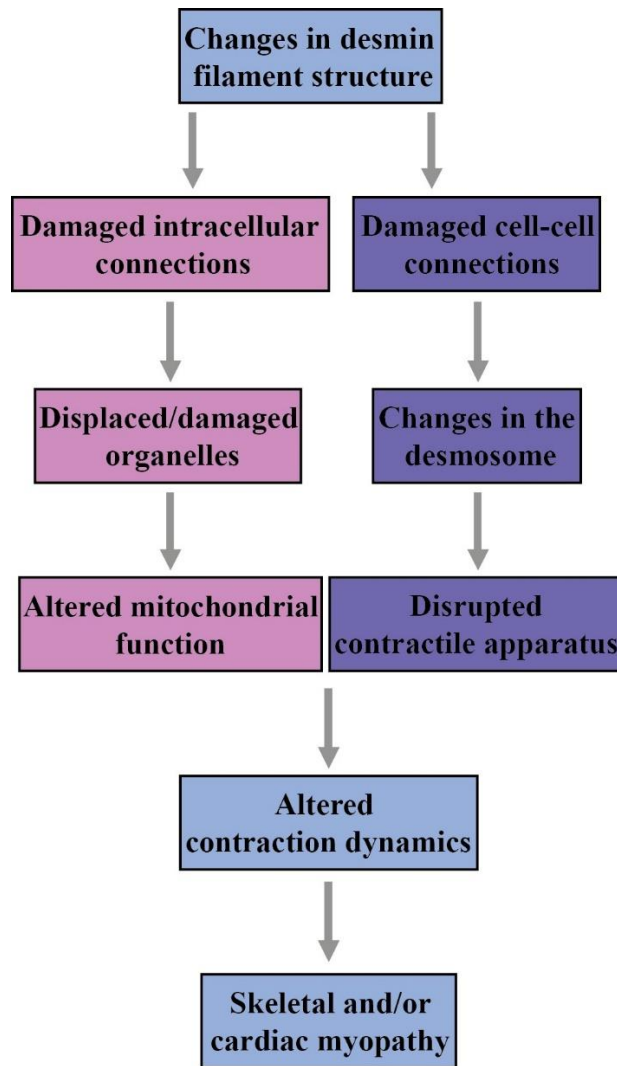 Changes in desmin
filament structure
Damaged intracellular
connections
Damaged cell-cell
connections
Displaced/damaged
organelles
Changes in the
desmosome
Altered mitochondrial
function
Disrupted
contractile apparatus
Altered
contraction dynamics
Skeletal and/or
cardiac myopathy